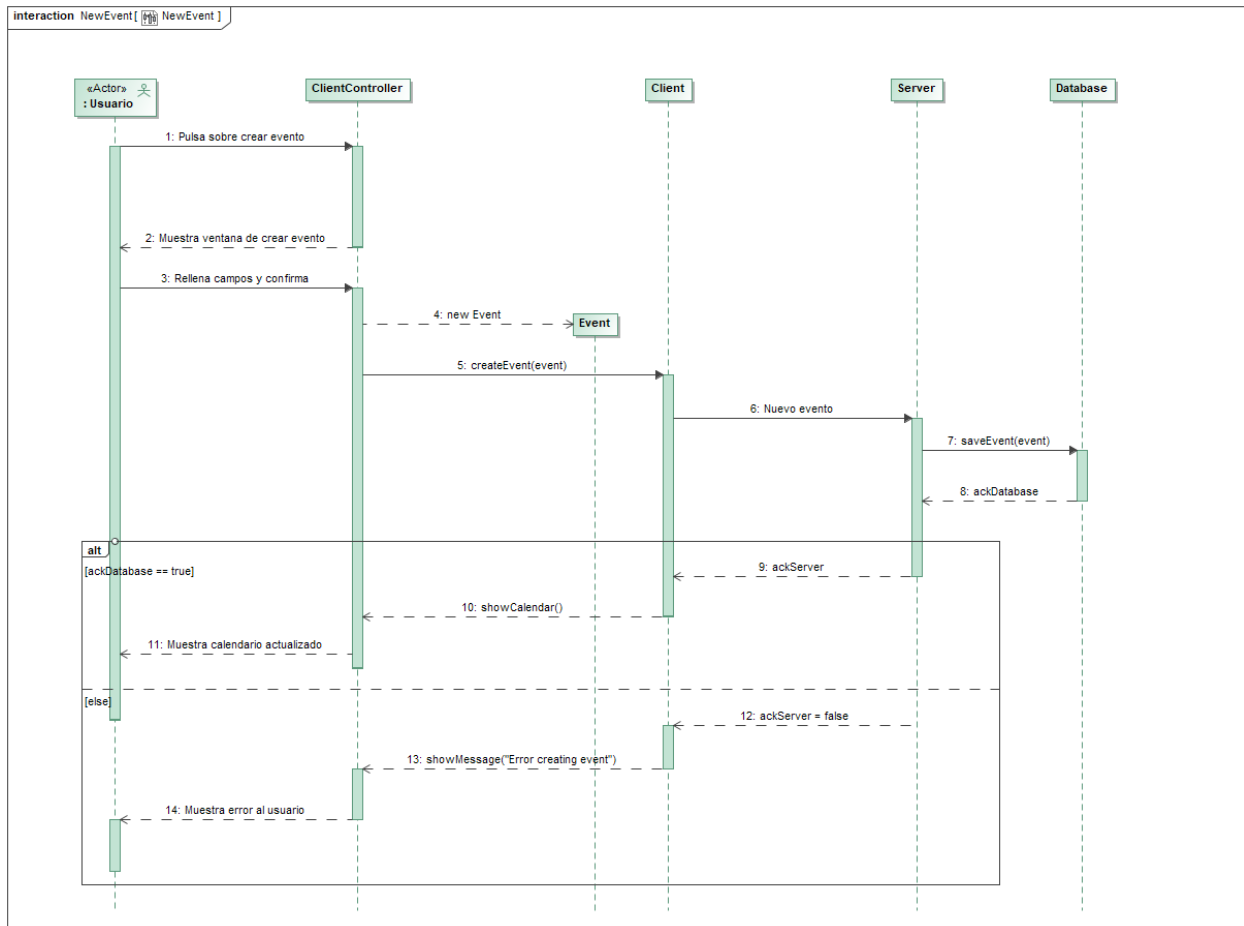 interaction NewEvent[ NewEvent ]
«Actor»
: Usuario
ClientController
Client
Server
Database
1: Pulsa sobre crear evento
2: Muestra ventana de crear evento
3: Rellena campos y confirma
4: new Event
Event
5: createEvent(event)
6: Nuevo evento
7: saveEvent(event)
8: ackDatabase
alt
[ackDatabase == true]
9: ackServer
10: showCalendar()
11: Muestra calendario actualizado
[else]
12: ackServer = false
13: showMessage("Error creating event")
14: Muestra error al usuario